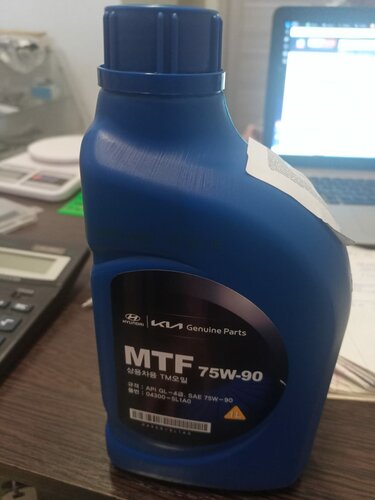 HYUNDAI KIA Genuine Parts
MTF 75W-90
상용차용 TM오일
규격 : API GL-4급, SAE 75W-90
품번 : 04300-5L1A0